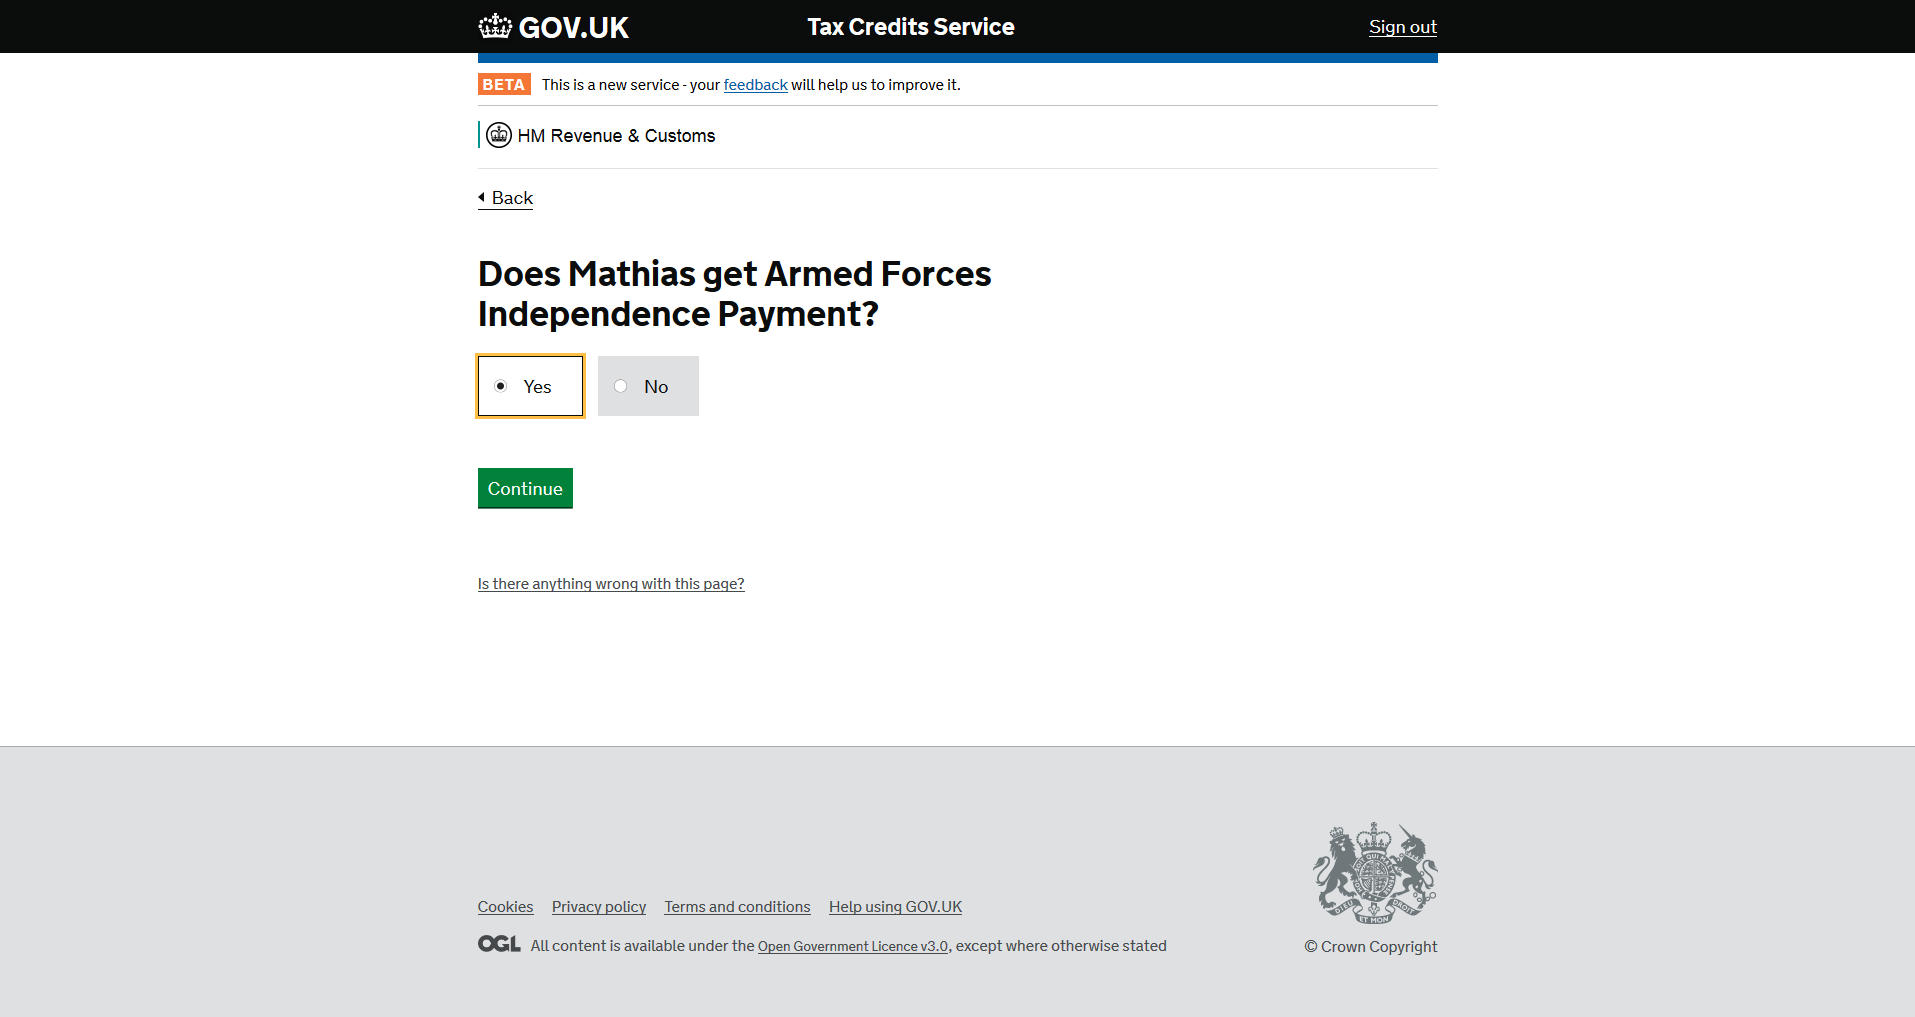 GOV.UK
Tax Credits Service
Sign out
BETA This is a new service - your feedback will help us to improve it.
HM Revenue & Customs
Back
Does Mathias get Armed Forces
Independence Payment?
Yes
No
Continue
Is there anything wrong with this page?
Cookies Privacy policy Terms and conditions Help using GOV.UK
OGL All content is available under the Open Government Licence v3.0, except where otherwise stated
© Crown Copyright